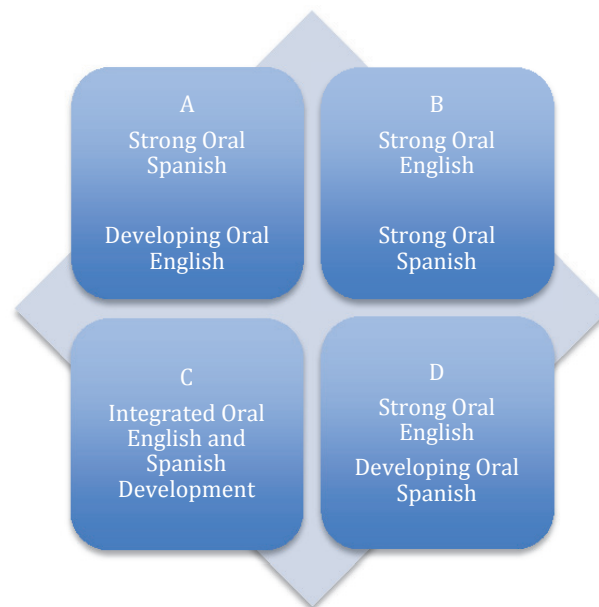 A
Strong Oral
Spanish
Developing Oral
English
B
Strong Oral
English
Strong Oral
Spanish
C
Integrated Oral
English and
Spanish
Development
D
Strong Oral
English
Developing Oral
Spanish